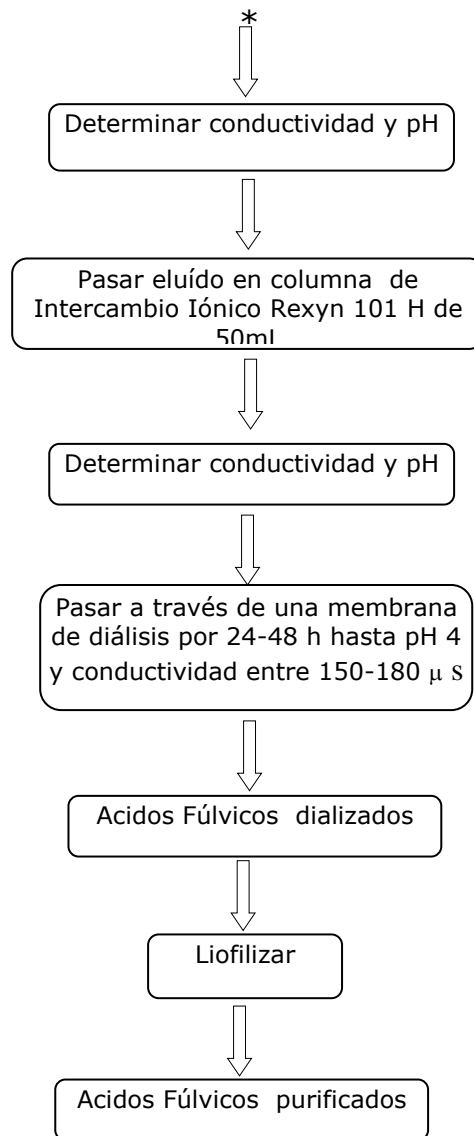 *
Determinar conductividad y pH
Pasar eluído en columna de
Intercambio Iónico Rexyn 101 H de
50ml
Determinar conductividad y pH
Pasar a través de una membrana
de diálisis por 24-48 h hasta pH 4
y conductividad entre 150-180 μ s
Acidos Fúlvicos dializados
Liofilizar
Acidos Fúlvicos purificados